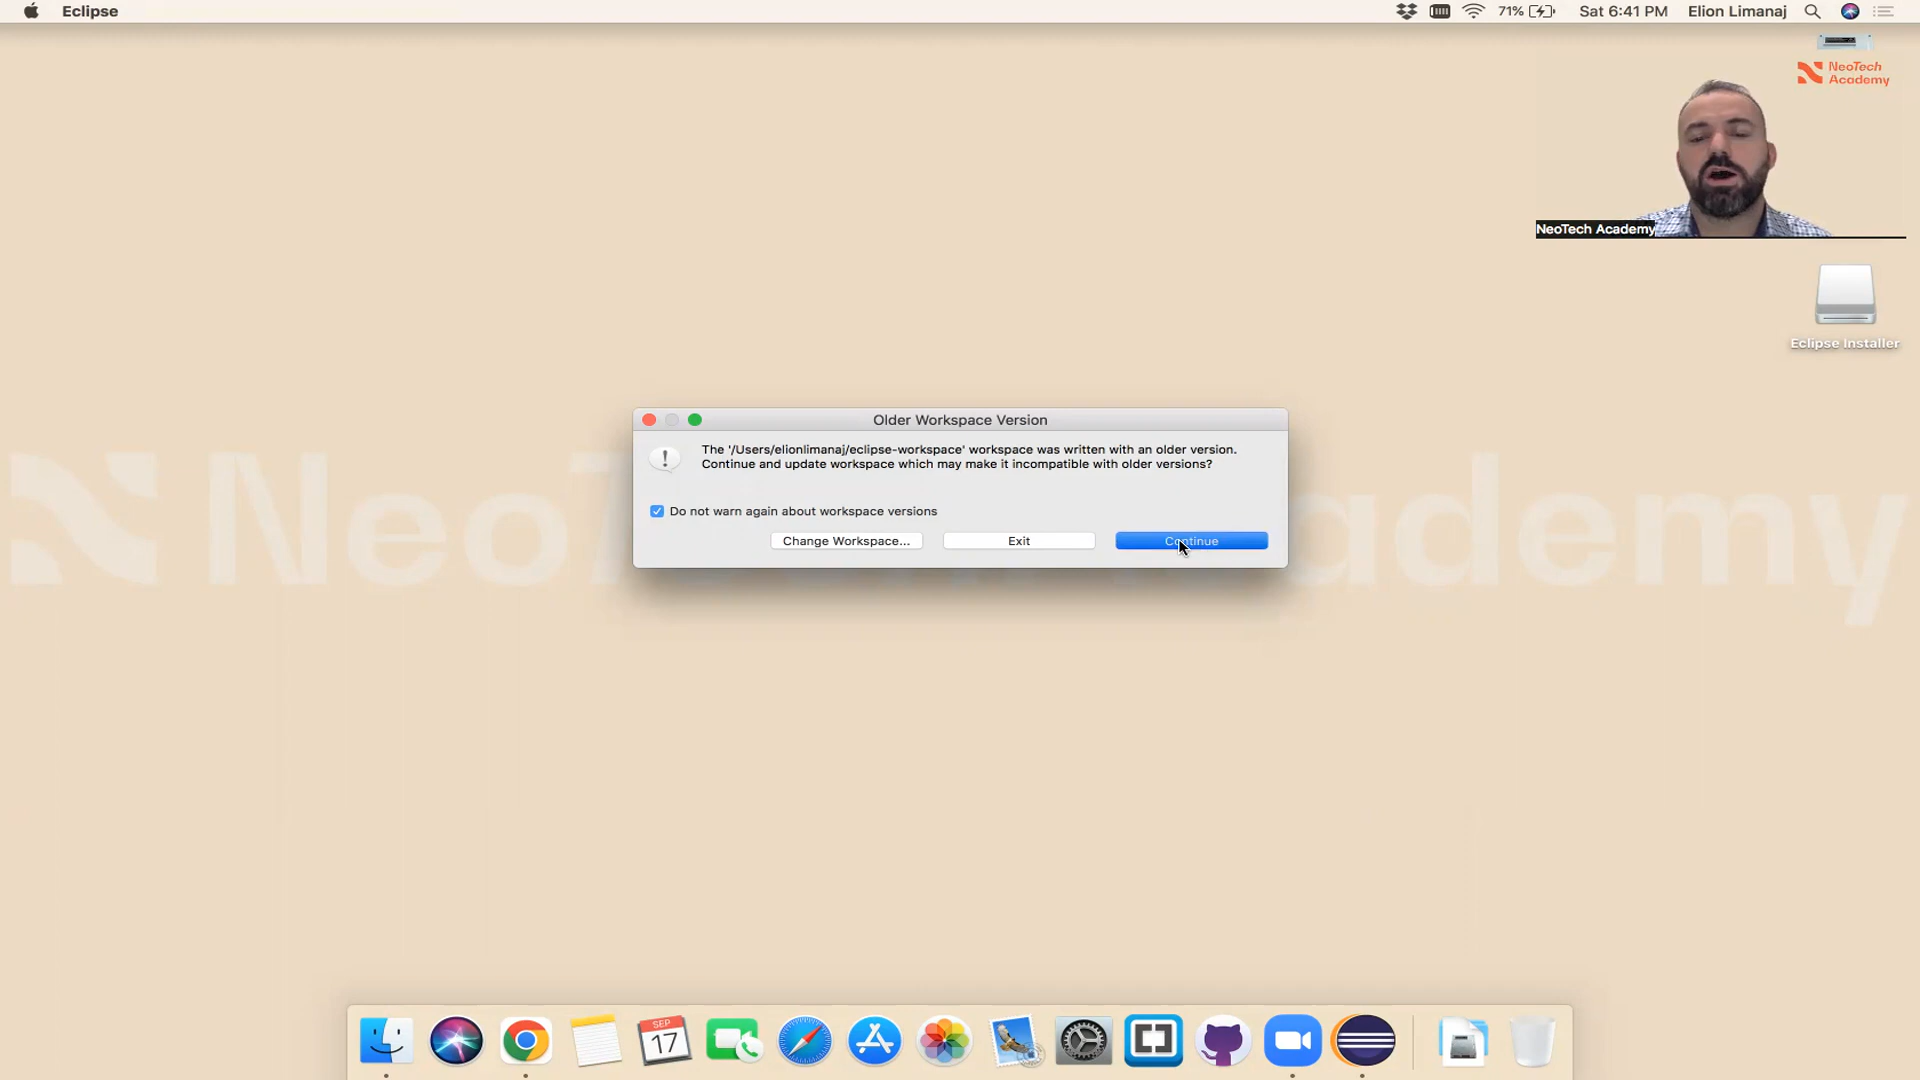 Eclipse
71%
Sat 6:41 PM
Elion Limanaj
NeoTech
Academy
NeoTech Academy
Eclipse Installer
Older Workspace Version
The '/Users/elionlimanaj/eclipse-workspace' workspace was written with an older version.
Continue and update workspace which may make it incompatible with older versions?
Do not warn again about workspace versions
Change Workspace...
Exit
Continue
NeoTech Academy
SEP
17